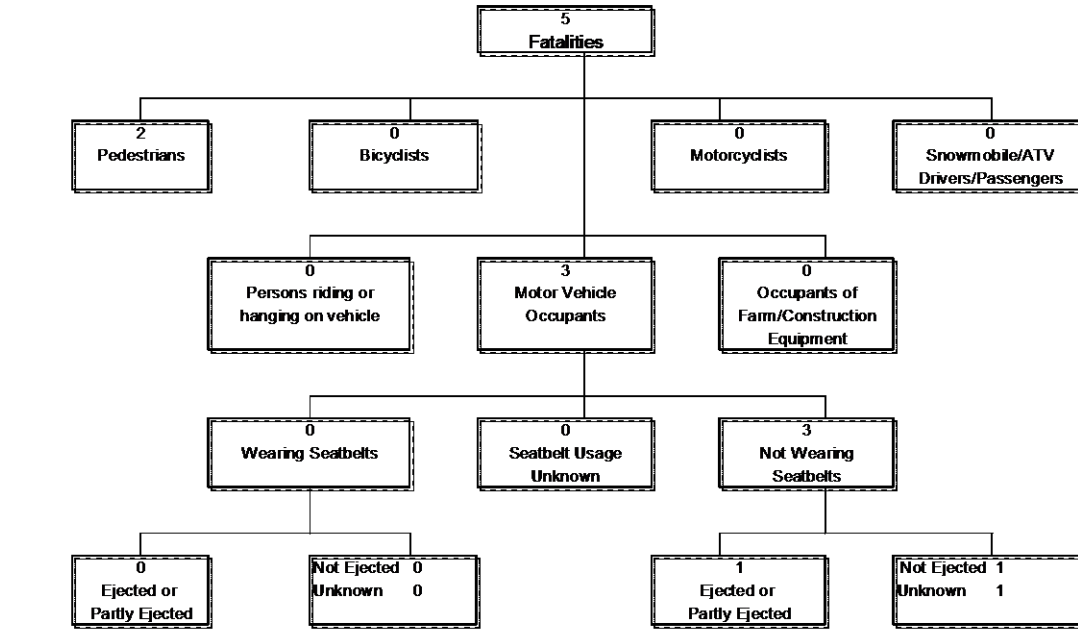 5
Fatalities
2
Pedestrians
0
Bicyclists
0
Motorcyclists
0
Snowmobile/ATV
Drivers/Passengers
0
Persons riding or
hanging on vehicle
3
Motor Vehicle
Occupants
0
Occupants of
Farm/Construction
Equipment
0
Wearing Seatbelts
0
Seatbelt Usage
Unknown
3
Not Wearing
Seatbelts
0
Ejected or
Partly Ejected
Not Ejected 0
Unknown 0
1
Ejected or
Partly Ejected
Not Ejected 1
Unknown 1